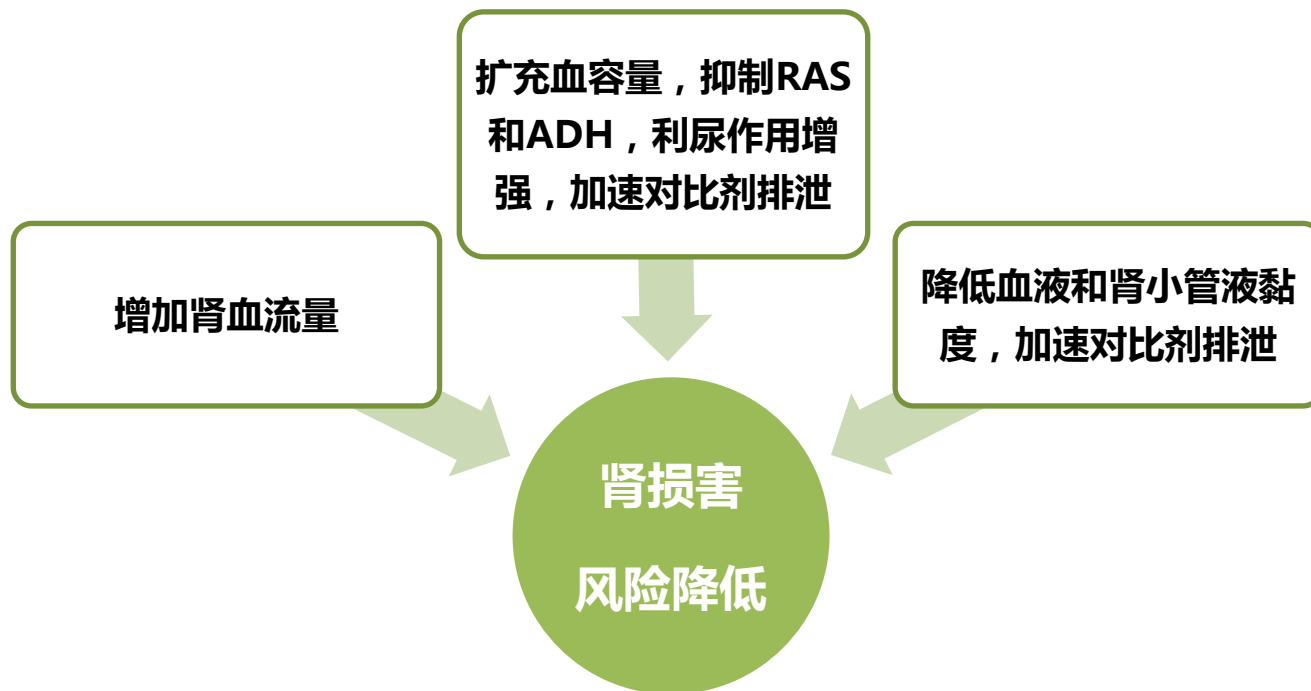 增加肾血流量
扩充血容量，抑制RAS
和ADH，利尿作用增
强，加速对比剂排泄
降低血液和肾小管液黏
度，加速对比剂排泄
肾损害
风险降低